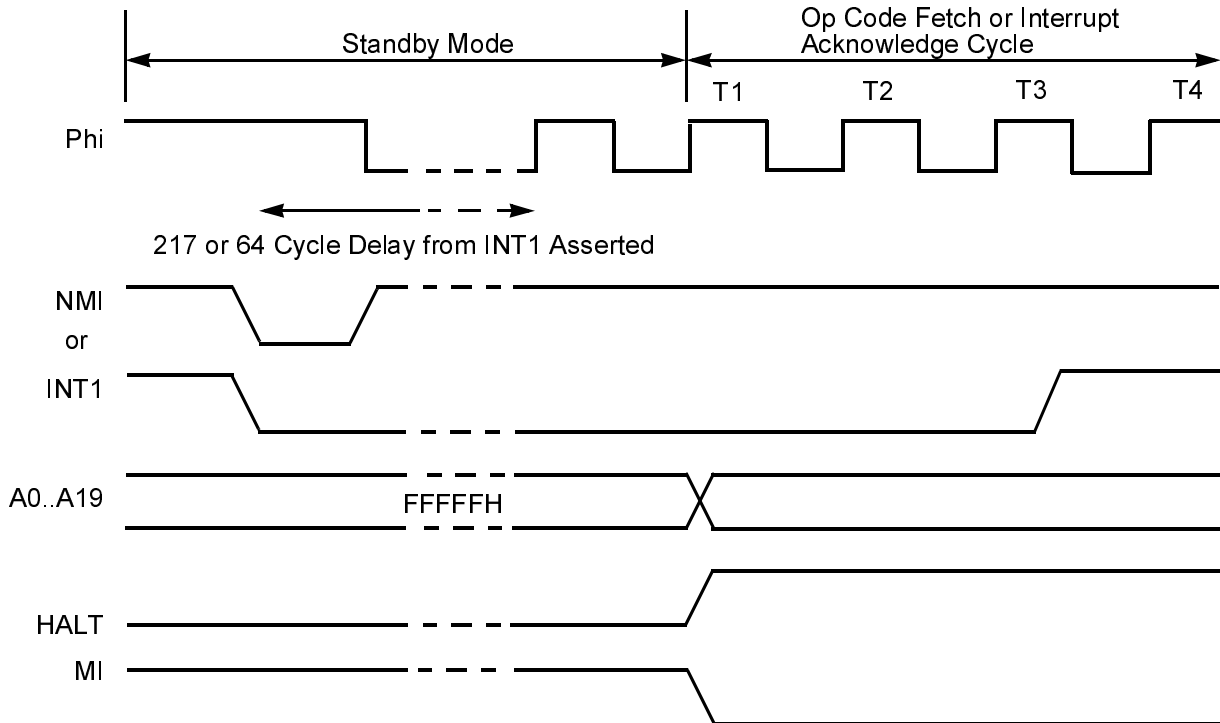 Standby Mode
Op Code Fetch or Interrupt
Acknowledge Cycle
T1 T2 T3 T4
Phi
217 or 64 Cycle Delay from INT1 Asserted
NMI
or
INT1
A0..A19
FFFFFH
HALT
MI